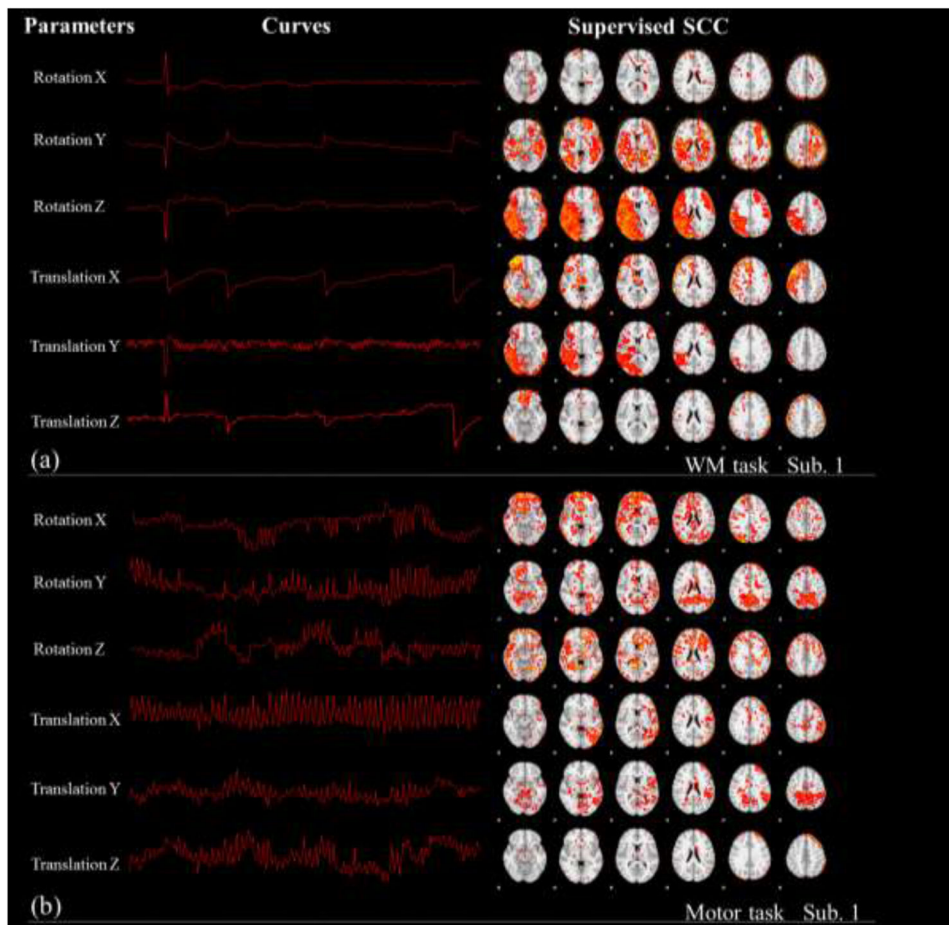 Parameters Curves Supervised SCC
Rotation X
Rotation Y
Rotation Z
Translation X
Translation Y
Translation Z
(a)
WM task Sub. 1
Rotation X
Rotation Y
Rotation Z
Translation X
Translation Y
Translation Z
(b)
Motor task Sub. 1